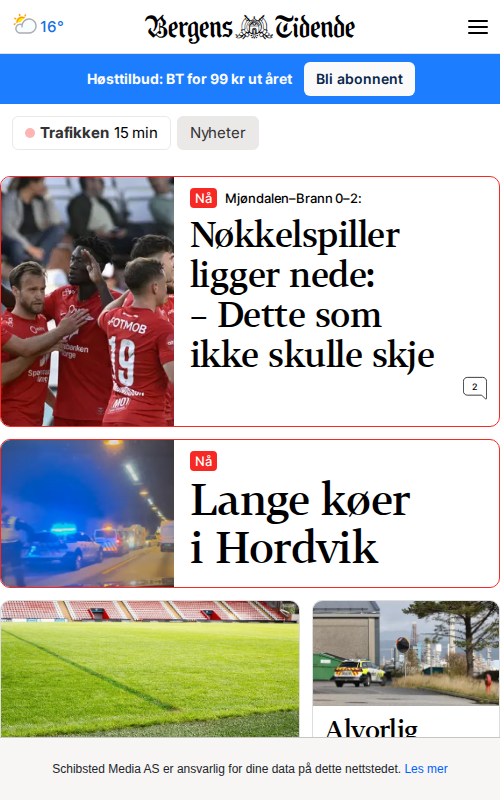 16°
Bergens Tidende
Høsttilbud: BT for 99 kr ut året
Bli abonnent
Trafikken 15 min
Nyheter
Nå
Mjøndalen–Brann 0–2:
Nøkkelspiller
ligger nede:
– Dette som
ikke skulle skje
2
FOTMOB
19
Nå
Lange køer
i Hordvik
Alvorlig
Schibsted Media AS er ansvarlig for dine data på dette nettstedet. Les mer